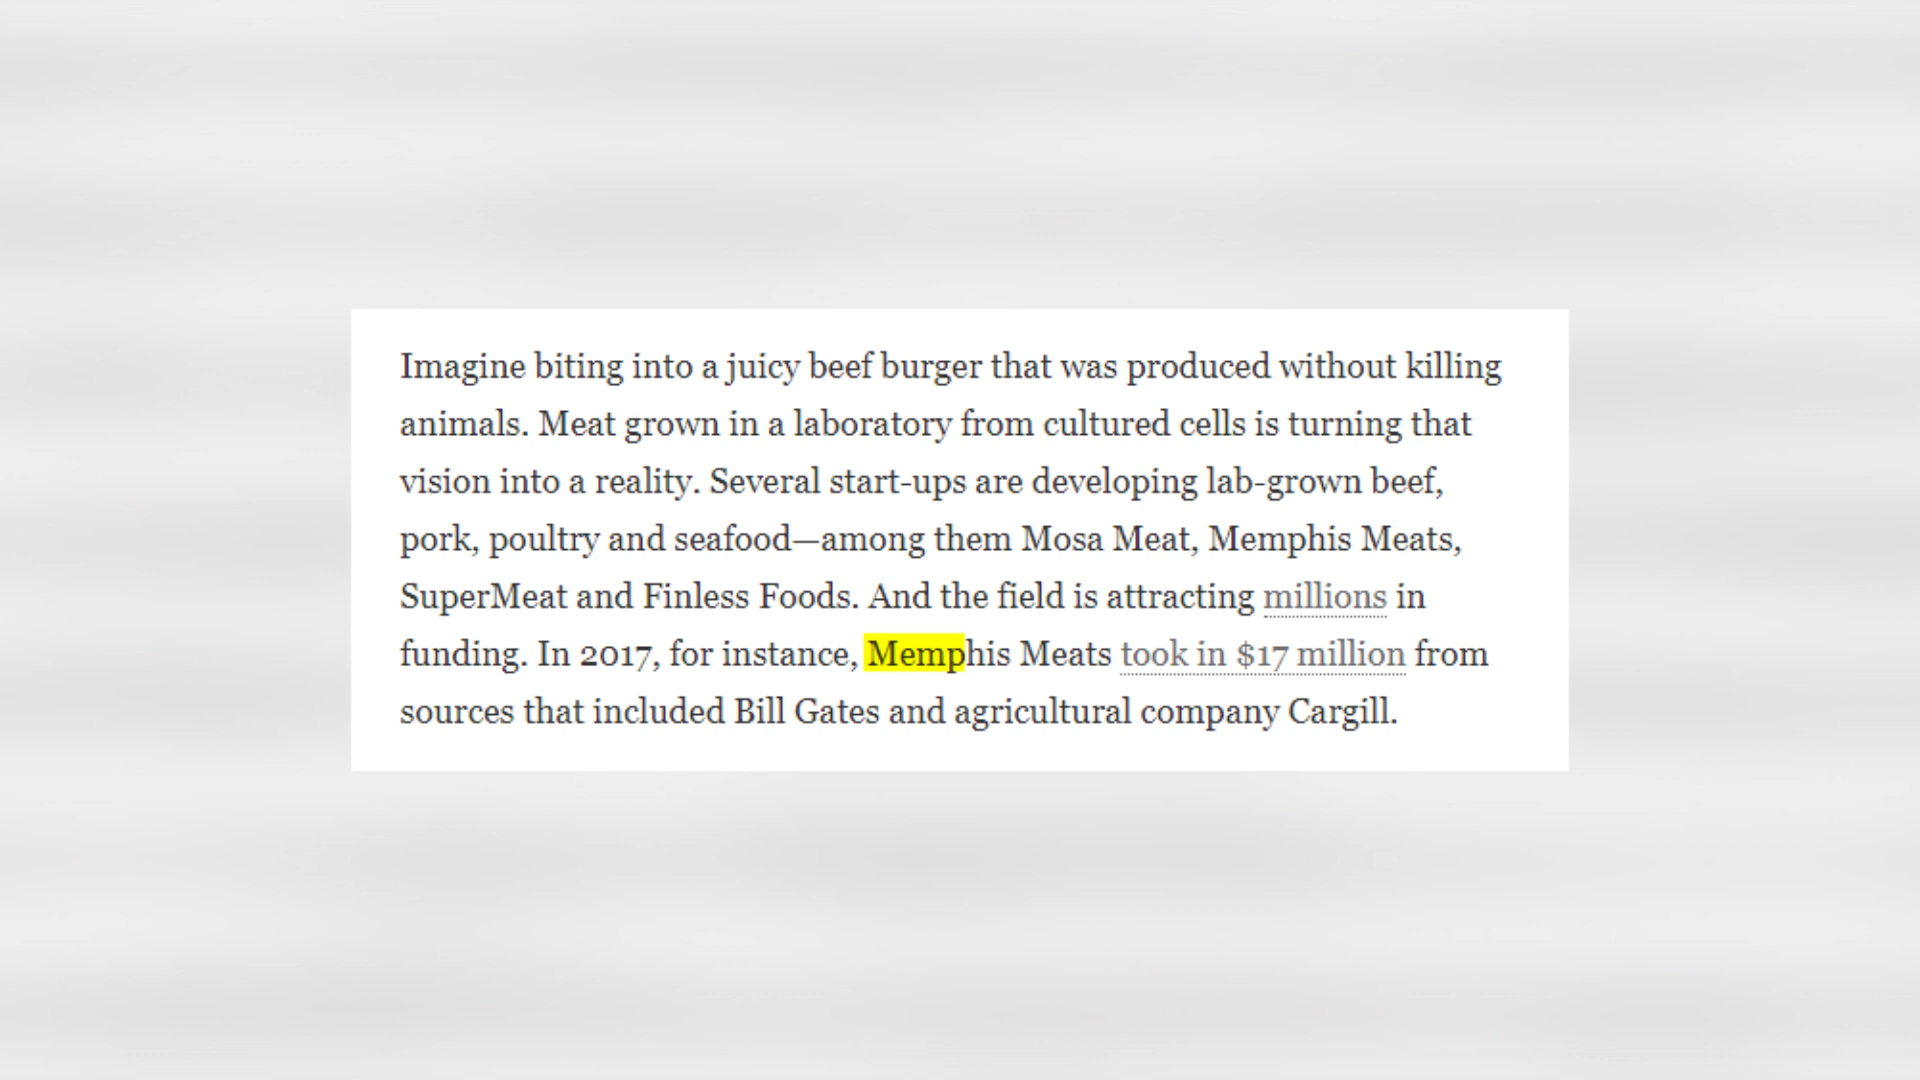 Imagine biting into a juicy beef burger that was produced without killing
animals. Meat grown in a laboratory from cultured cells is turning that
vision into a reality. Several start-ups are developing lab-grown beef,
pork, poultry and seafood—among them Mosa Meat, Memphis Meats,
SuperMeat and Finless Foods. And the field is attracting millions in
funding. In 2017, for instance, Memphis Meats took in $17 million from
sources that included Bill Gates and agricultural company Cargill.